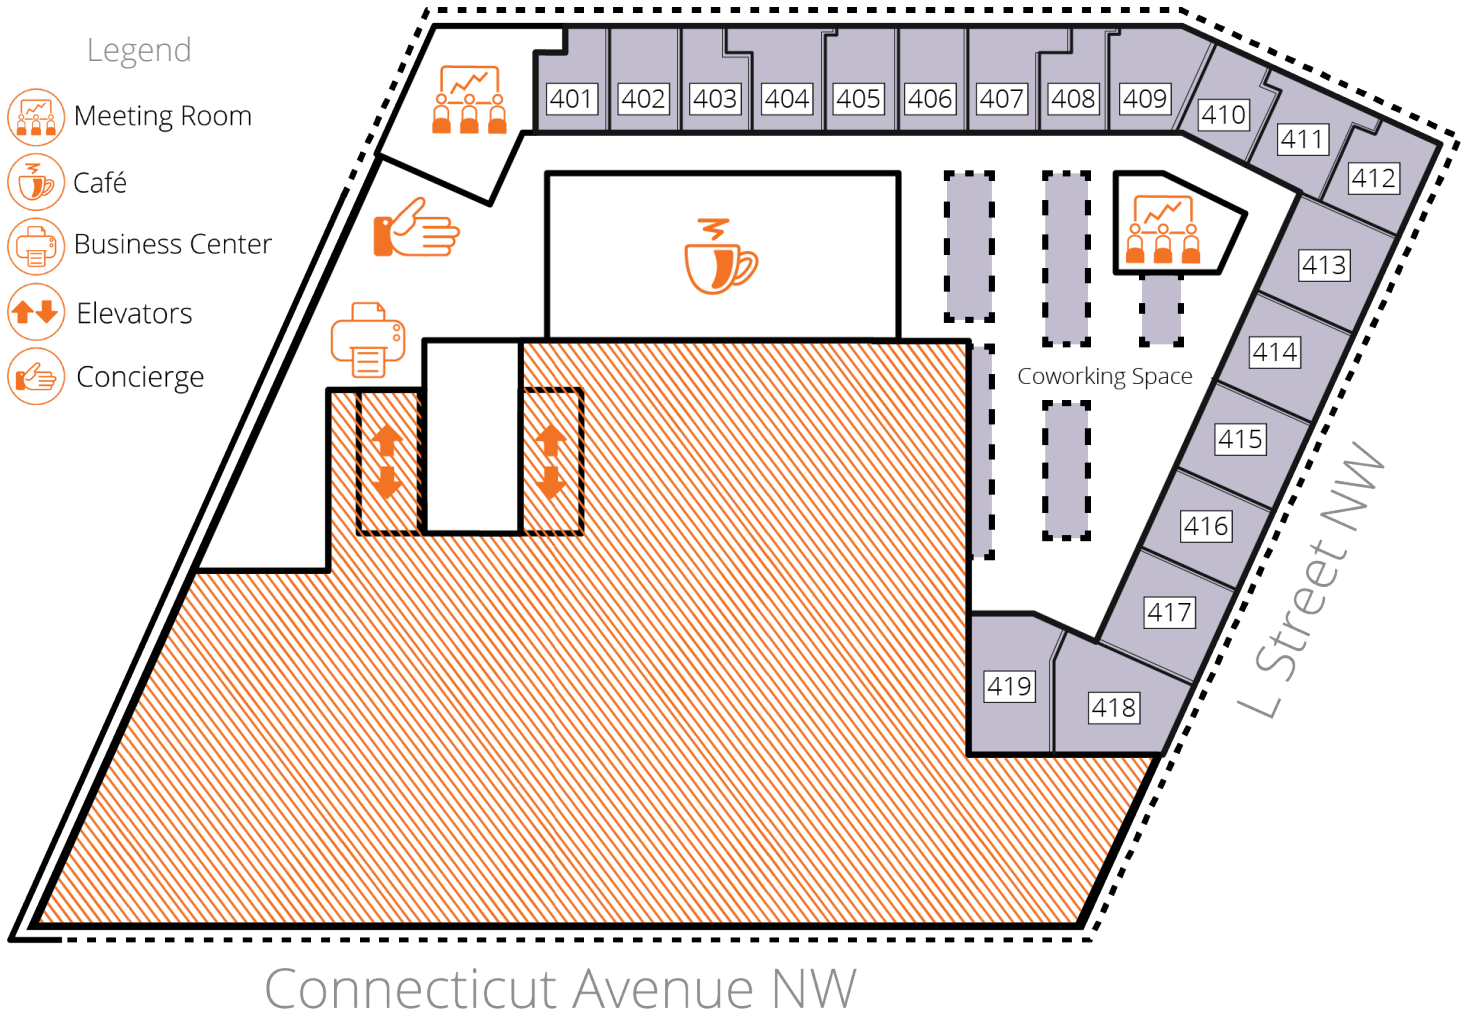 Legend
Meeting Room
Café
Business Center
Elevators
Concierge
401
402
403
404
405
406
407
408
409
410
411
412
413
414
415
416
417
418
419
Coworking Space
L Street NW
Connecticut Avenue NW